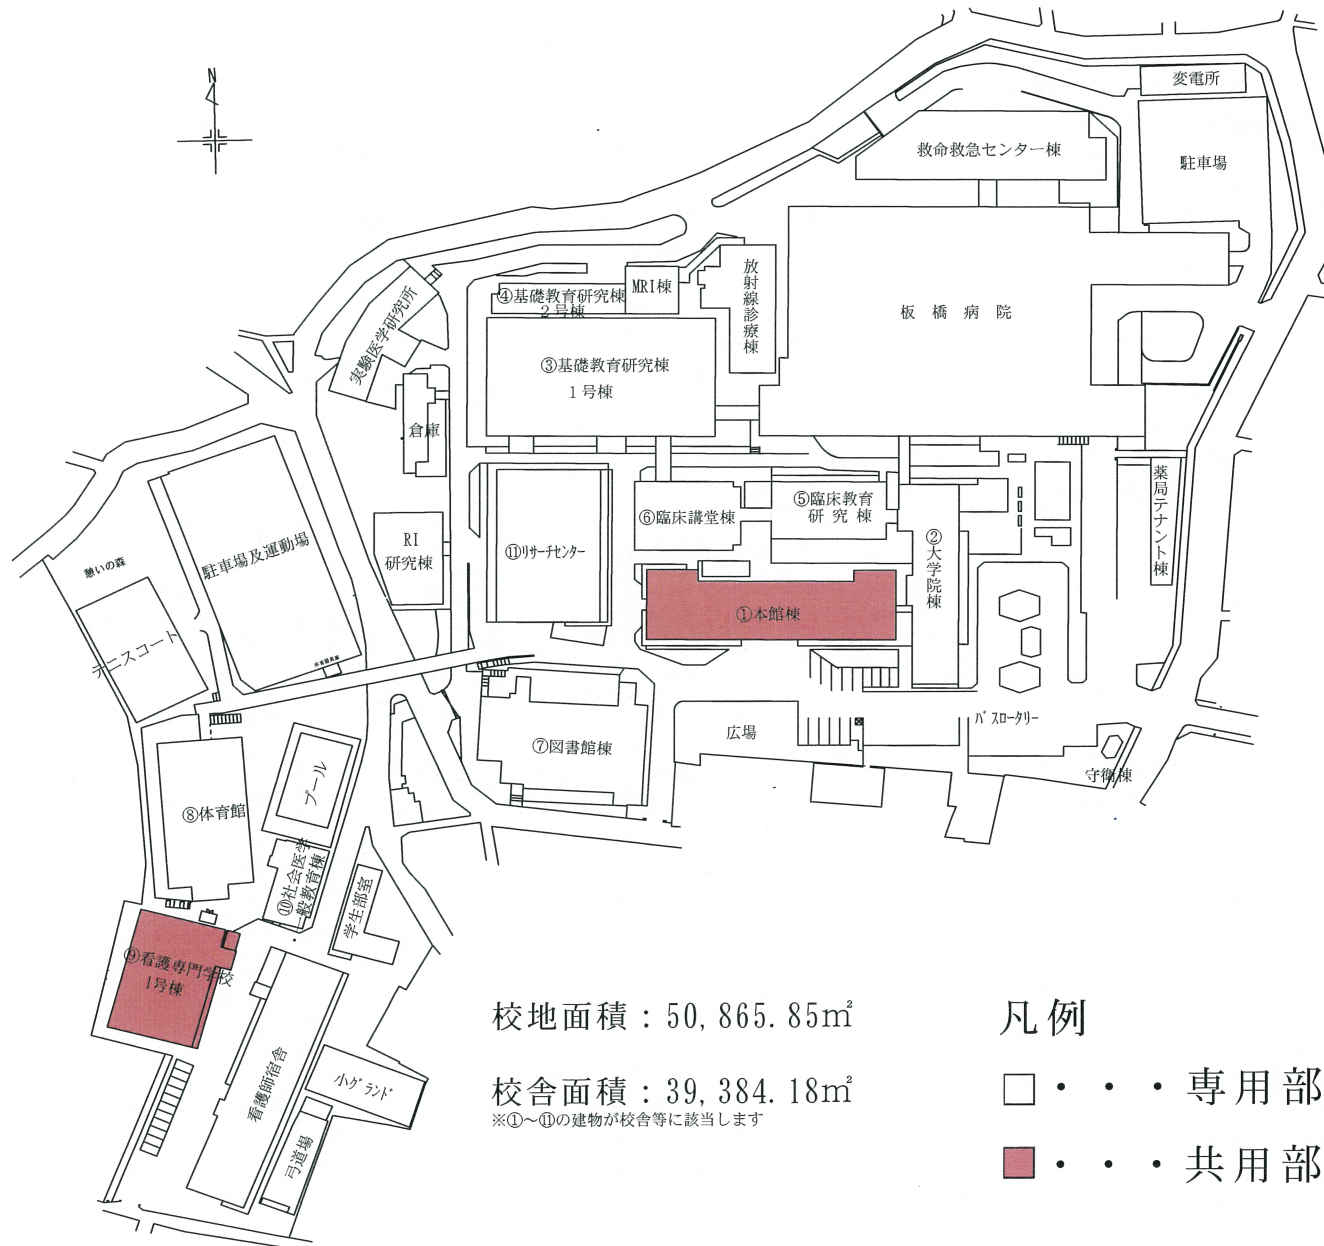 N
変電所
救命救急センター棟
駐車場
放射線診療棟
MRI棟
④基礎教育研究棟
2号棟
実験医学研究所
板橋病院
③基礎教育研究棟
1号棟
倉庫
薬局テナント棟
⑤臨床教育
研究棟
⑥臨床講堂棟
②大学院棟
RI
研究棟
⑪リサーチセンター
駐車場及運動場
憩いの森
①本館棟
テニスコート
バスロータリー
広場
⑦図書館棟
守衛棟
プール
⑧体育館
⑩社会医学
一般教育棟
学生部室
⑨看護専門学校
1号棟
看護師宿舎
小グランド
弓道場
校地面積：50,865.85㎡
校舎面積：39,384.18㎡
※①～⑪の建物が校舎等に該当します
凡例
□・・・専用部
・・・共用部